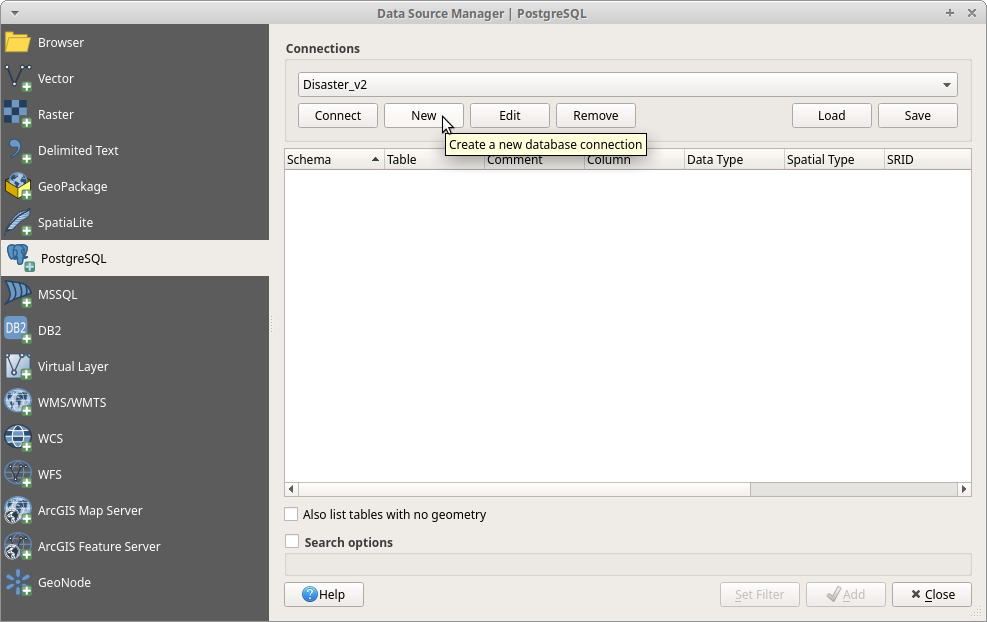 Data Source Manager | PostgreSQL
Browser
Vector
Raster
Delimited Text
GeoPackage
SpatiaLite
PostgreSQL
MSSQL
DB2
DB2
Virtual Layer
WMS/WMTS
WCS
WFS
ArcGIS Map Server
ArcGIS Feature Server
GeoNode
Connections
Disaster_v2
Connect New Edit Remove Load Save
Create a new database connection
Schema Table Comment Column Data Type Spatial Type SRID
Also list tables with no geometry
Search options
Help Set Filter Add Close